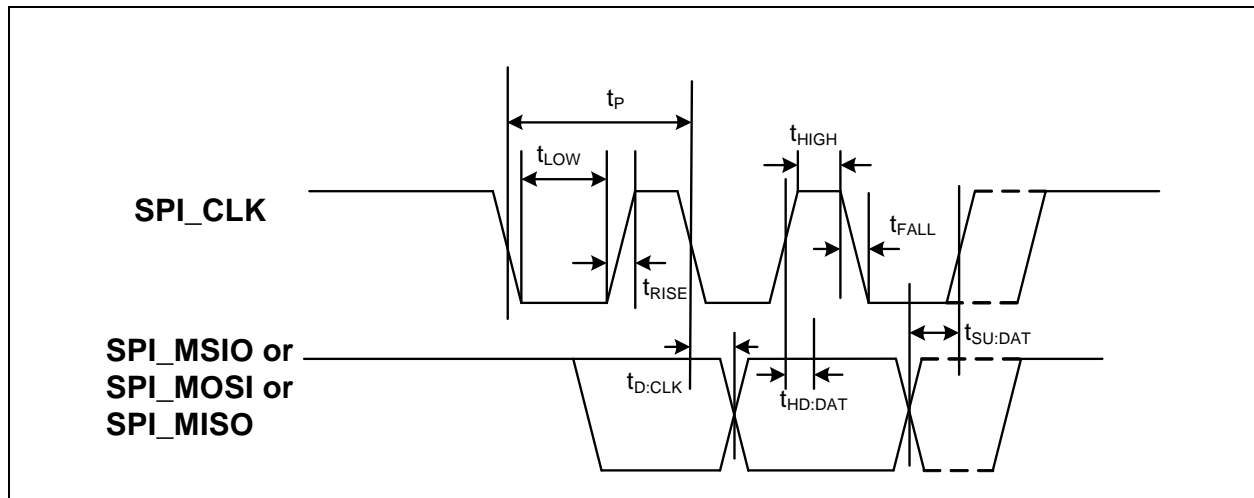 tP
tLOW
tHIGH
SPI_CLK
tFALL
tRISE
tSU:DAT
SPI_MSIO or
SPI_MOSI or
SPI_MISO
tD:CLK
tHD:DAT